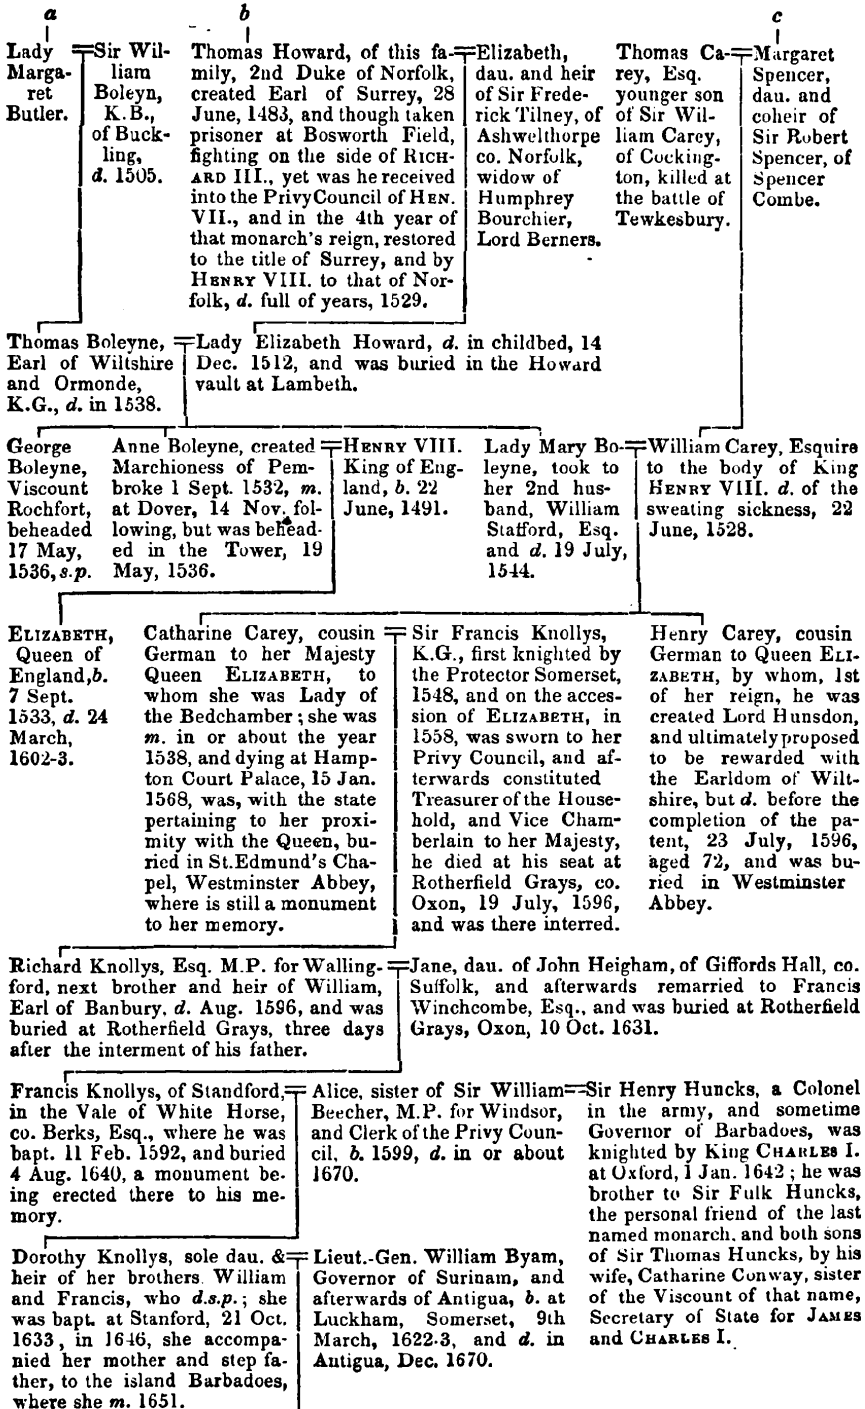 a
b
c
Lady
Marga-
ret
Butler.
Sir Wil-
liam
Boleyn,
K.B.,
of Buck-
ling,
d. 1505.
Thomas Howard, of this fa-
mily, 2nd Duke of Norfolk,
created Earl of Surrey, 28
June, 1483, and though taken
prisoner at Bosworth Field,
fighting on the side of RICH-
ARD III., yet was he received
into the Privy Council of HEN.
VII., and in the 4th year of
that monarch's reign, restored
to the title of Surrey, and by
HENRY VIII. to that of Nor-
folk, d. full of years, 1529.
Elizabeth,
dau. and heir
of Sir Frede-
rick Tilney, of
Ashwelthorpe
co. Norfolk,
widow of
Humphrey
Bourchier,
Lord Berners.
Thomas Ca-
rey, Esq.
younger son
of Sir Wil-
liam Carey,
of Cocking-
ton, killed at
the battle of
Tewkesbury.
Margaret
Spencer,
dau. and
coheir of
Sir Robert
Spencer, of
Spencer
Combe.
Thomas Boleyne,
Earl of Wiltshire
and Ormonde,
K.G., d. in 1538.
Lady Elizabeth Howard, d. in childbed, 14
Dec. 1512, and was buried in the Howard
vault at Lambeth.
George
Boleyne,
Viscount
Rochfort,
beheaded
17 May,
1536, s.p.
Anne Boleyne, created
Marchioness of Pem-
broke 1 Sept. 1532, m.
at Dover, 14 Nov. fol-
lowing, but was behead-
ed in the Tower, 19
May, 1536.
HENRY VIII.
King of Eng-
land, b. 22
June, 1491.
Lady Mary Bo-
leyne, took to
her 2nd hus-
band, William
Stafford, Esq.
and d. 19 July,
1544.
William Carey, Esquire
to the body of King
HENRY VIII. d. of the
sweating sickness, 22
June, 1528.
ELIZABETH,
Queen of
England, b.
7 Sept.
1533, d. 24
March,
1602-3.
Catharine Carey, cousin
German to her Majesty
Queen ELIZABETH, to
whom she was Lady of
the Bedchamber; she was
m. in or about the year
1538, and dying at Hamp-
ton Court Palace, 15 Jan.
1568, was, with the state
pertaining to her proxi-
mity with the Queen, bu-
ried in St. Edmund's Cha-
pel, Westminster Abbey,
where is still a monument
to her memory.
Sir Francis Knollys,
K.G., first knighted by
the Protector Somerset,
1548, and on the acces-
sion of ELIZABETH, in
1558, was sworn to her
Privy Council, and af-
terwards constituted
Treasurer of the House-
hold, and Vice Cham-
berlain to her Majesty,
he died at his seat at
Rotherfield Grays, co.
Oxon, 19 July, 1596,
and was there interred.
Henry Carey, cousin
German to Queen ELI-
ZABETH, by whom, 1st
of her reign, he was
created Lord Hunsdon,
and ultimately proposed
to be rewarded with
the Earldom of Wilt-
shire, but d. before the
completion of the pa-
tent, 23 July, 1596,
aged 72, and was bu-
ried in Westminster
Abbey.
Richard Knollys, Esq. M.P. for Walling-
ford, next brother and heir of William,
Earl of Banbury, d. Aug. 1596, and was
buried at Rotherfield Grays, three days
after the interment of his father.
Jane, dau. of John Heigham, of Giffords Hall, co.
Suffolk, and afterwards remarried to Francis
Winchcombe, Esq., and was buried at Rotherfield
Grays, Oxon, 10 Oct. 1631.
Francis Knollys, of Standford,
in the Vale of White Horse,
co. Berks, Esq., where he was
bapt. 11 Feb. 1592, and buried
4 Aug. 1640, a monument be-
ing erected there to his me-
mory.
Alice, sister of Sir William
Beecher, M.P. for Windsor,
and Clerk of the Privy Coun-
cil, b. 1599, d. in or about
1670.
Sir Henry Huncks, a Colonel
in the army, and sometime
Governor of Barbadoes, was
knighted by King CHARLES I.
at Oxford, 1 Jan. 1642; he was
brother to Sir Fulk Huncks,
the personal friend of the last
named monarch, and both sons
of Sir Thomas Huncks, by his
wife, Catharine Conway, sister
of the Viscount of that name,
Secretary of State for JAMES
and CHARLES I.
Dorothy Knollys, sole dau. &
heir of her brothers William
and Francis, who d.s.p.; she
was bapt. at Stanford, 21 Oct.
1633, in 1646, she accompa-
nied her mother and step fa-
ther, to the island Barbadoes,
where she m. 1651.
Lieut.-Gen. William Byam,
Governor of Surinam, and
afterwards of Antigua, b. at
Luckham, Somerset, 9th
March, 1622-3, and d. in
Antigua, Dec. 1670.